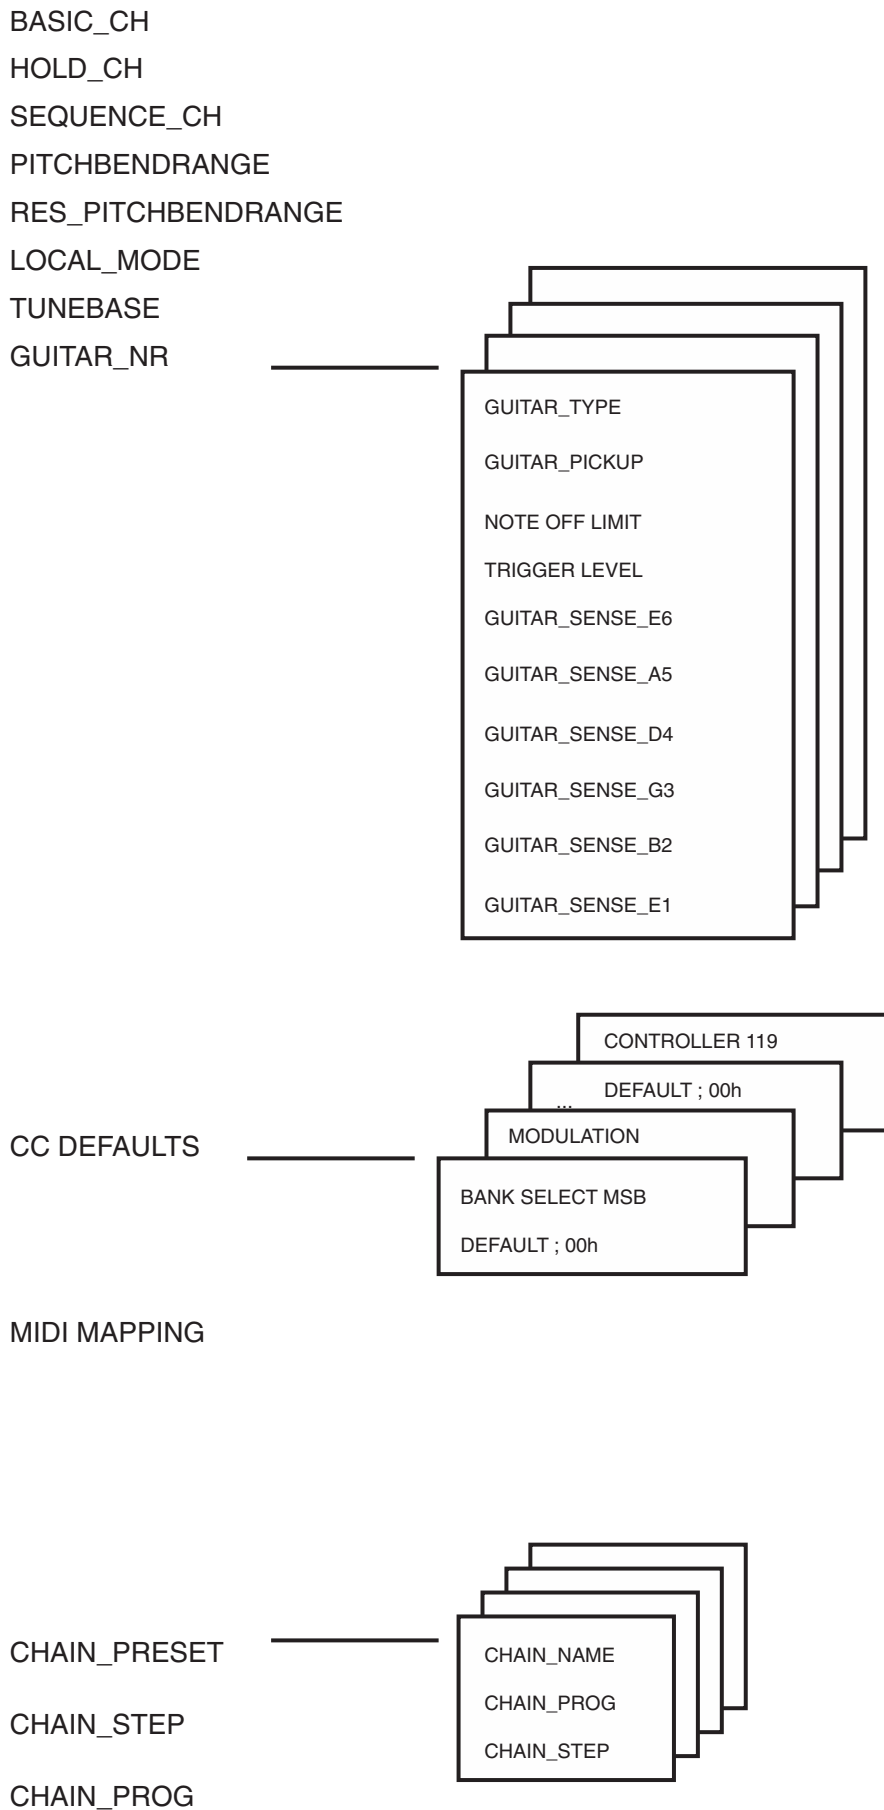 BASIC_CH
HOLD_CH
SEQUENCE_CH
PITCHBENDRANGE
RES_PITCHBENDRANGE
LOCAL_MODE
TUNEBASE
GUITAR_NR
GUITAR_TYPE
GUITAR_PICKUP
NOTE OFF LIMIT
TRIGGER LEVEL
GUITAR_SENSE_E6
GUITAR_SENSE_A5
GUITAR_SENSE_D4
GUITAR_SENSE_G3
GUITAR_SENSE_B2
GUITAR_SENSE_E1
CC DEFAULTS
CONTROLLER 119
DEFAULT ; 00h
...
MODULATION
BANK SELECT MSB
DEFAULT ; 00h
MIDI MAPPING
CHAIN_PRESET
CHAIN_NAME
CHAIN_PROG
CHAIN_STEP
CHAIN_STEP
CHAIN_PROG